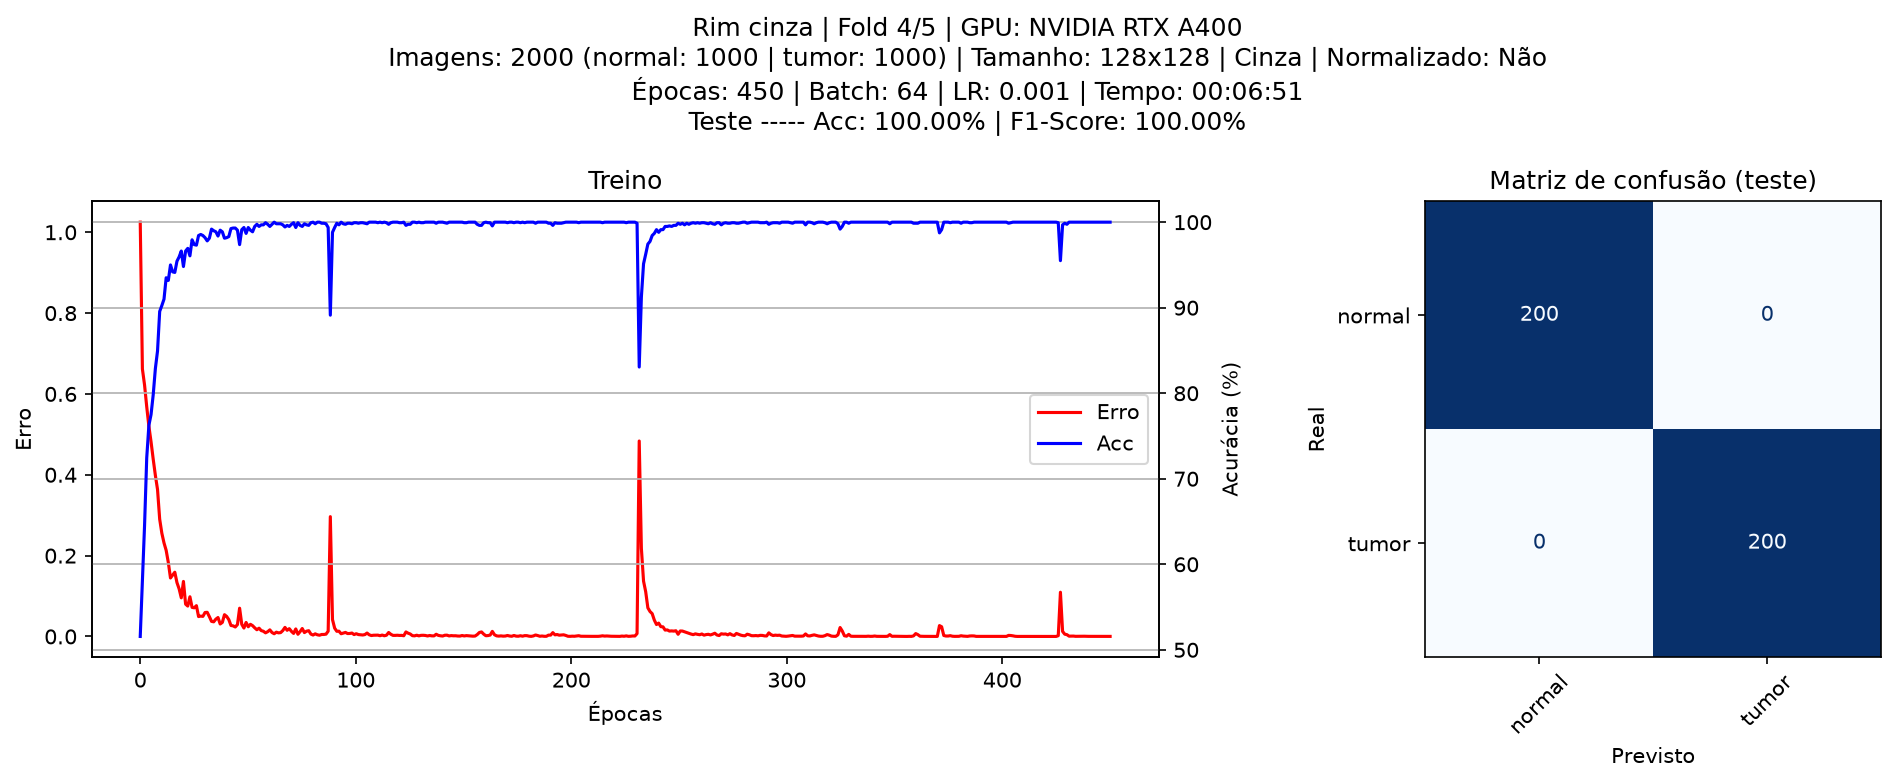 Rim cinza | Fold 4/5 | GPU: NVIDIA RTX A400
Imagens: 2000 (normal: 1000 | tumor: 1000) | Tamanho: 128x128 | Cinza | Normalizado: Não
Épocas: 450 | Batch: 64 | LR: 0.001 | Tempo: 00:06:51
Teste ----- Acc: 100.00% | F1-Score: 100.00%
Treino
1.0
0.8
0.6
0.4
0.2
0.0
Erro
0
100
200
300
400
Épocas
100
90
80
70
60
50
Acurácia (%)
Erro
Acc
Matriz de confusão (teste)
normal
tumor
Real
200
0
0
200
normal
tumor
Previsto